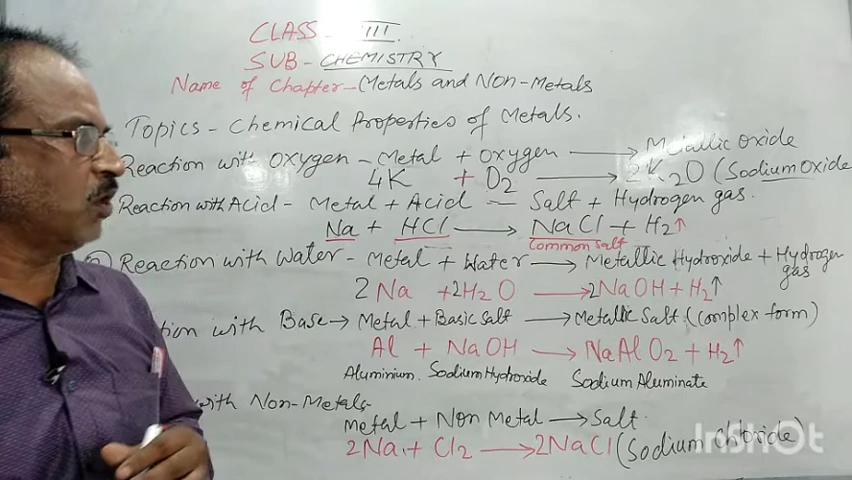 CLASS - VIII
SUB - CHEMISTRY
Name of Chapter - Metals and Non-Metals
Topics - Chemical Properties of Metals.
Reaction with Oxygen - Metal + Oxygen → Metallic Oxide
4K + O2 → 2K2O (Sodium Oxide
Reaction with Acid - Metal + Acid = Salt + Hydrogen gas.
Na + HCl → NaCl + H2↑
Common Salt
Reaction with Water - Metal + Water → Metallic Hydroxide + Hydrogen gas
2Na + 2H2O → 2NaOH + H2↑
tion with Base → Metal + Basic Salt → Metallic Salt (complex form)
Al + NaOH → NaAlO2 + H2↑
Aluminium. Sodium Hydroxide Sodium Aluminate
with Non-Metals-
Metal + Non Metal → Salt.
2Na + Cl2 → 2NaCl (Sodium Chloride)
InShOt